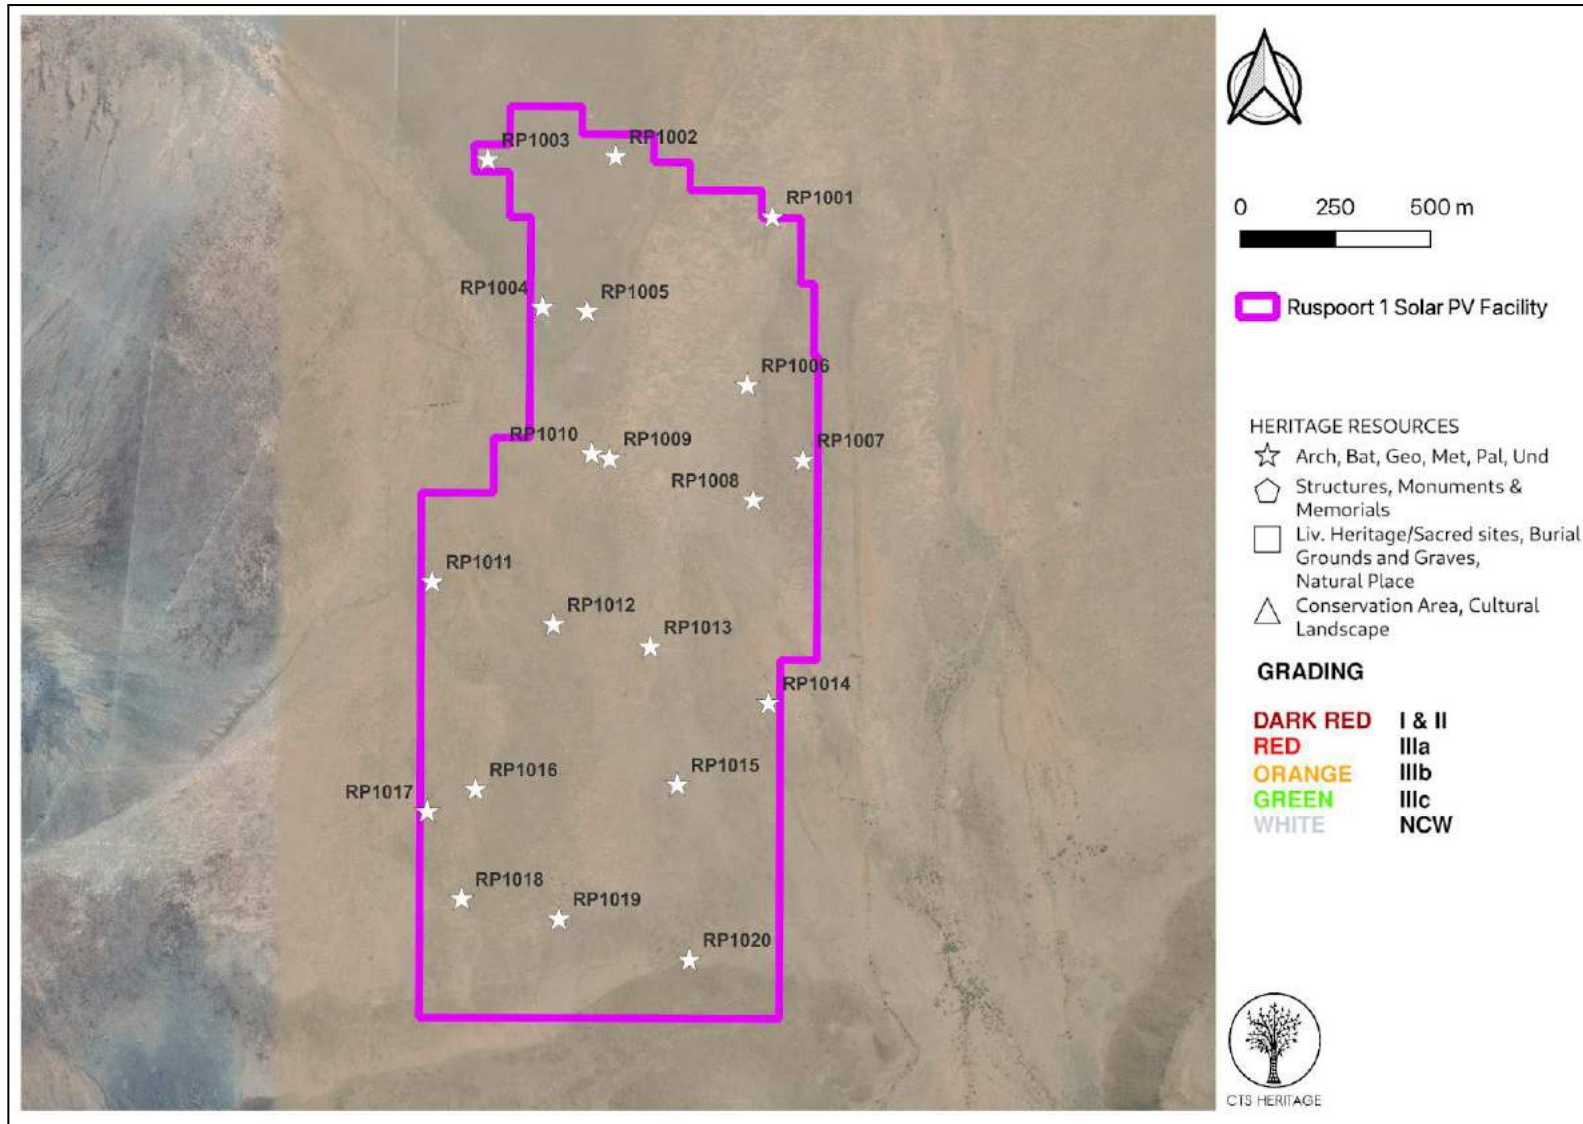 RP1003
RP1002
RP1001
RP1004
RP1005
RP1006
RP1010
RP1009
RP1007
RP1008
RP1011
RP1012
RP1013
RP1014
RP1015
RP1016
RP1017
RP1018
RP1019
RP1020
0 250 500 m
Ruspoort 1 Solar PV Facility
HERITAGE RESOURCES
Arch, Bat, Geo, Met, Pal, Und
Structures, Monuments &
Memorials
Liv. Heritage/Sacred sites, Burial
Grounds and Graves,
Natural Place
Conservation Area, Cultural
Landscape
GRADING
DARK RED I & II
RED IIIa
ORANGE IIIb
GREEN IIIc
WHITE NCW
CTS HERITAGE